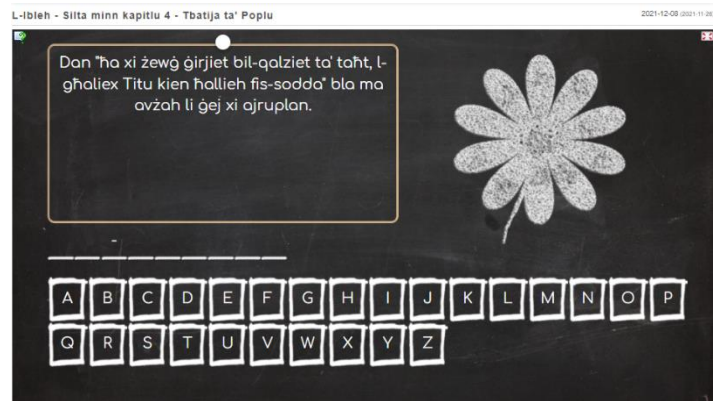 L-Ibleh - Silta minn kapitlu 4 - Tbatija ta' Poplu
2021-12-08 (2021-11-26)
Dan "ħa xi żewġ ġirjiet bil-qalziet ta' taħt, l-
għaliex Titu kien ħallieh fis-sodda" bla ma
avżah li ġej xi ajruplan.
-
A B C D E F G H I J K L M N O P
Q R S T U V W X Y Z